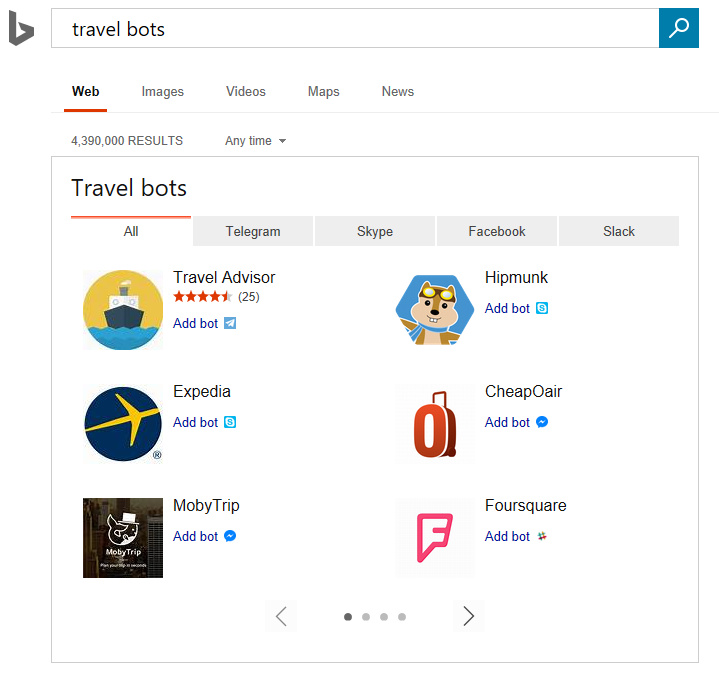 travel bots
Web Images Videos Maps News
4,390,000 RESULTS Any time
Travel bots
All Telegram Skype Facebook Slack
Travel Advisor
(25)
Add bot
Hipmunk
Add bot
Expedia
Add bot
®
CheapOair
Add bot
MobyTrip
Add bot
MobyTrip
Plan your trip in seconds
Foursquare
Add bot